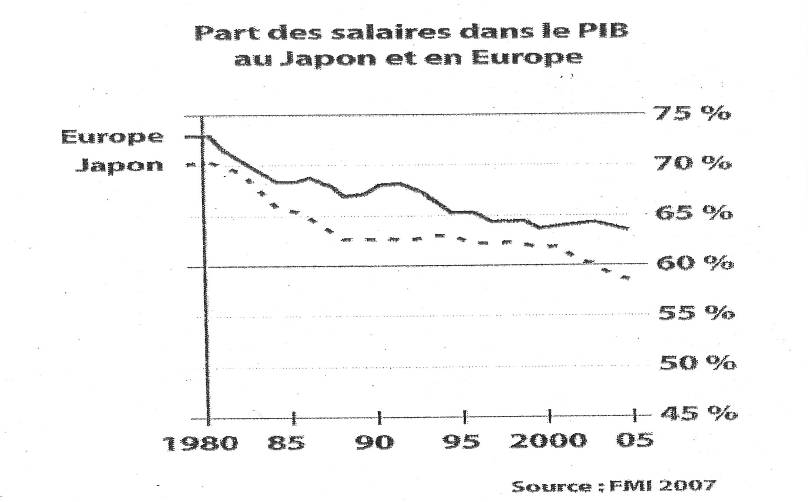 Part des salaires dans le PIB
au Japon et en Europe
75 %
Europe
Japon
70 %
65 %
60 %
55 %
50 %
45 %
1980 85 90 95 2000 05
Source : FMI 2007